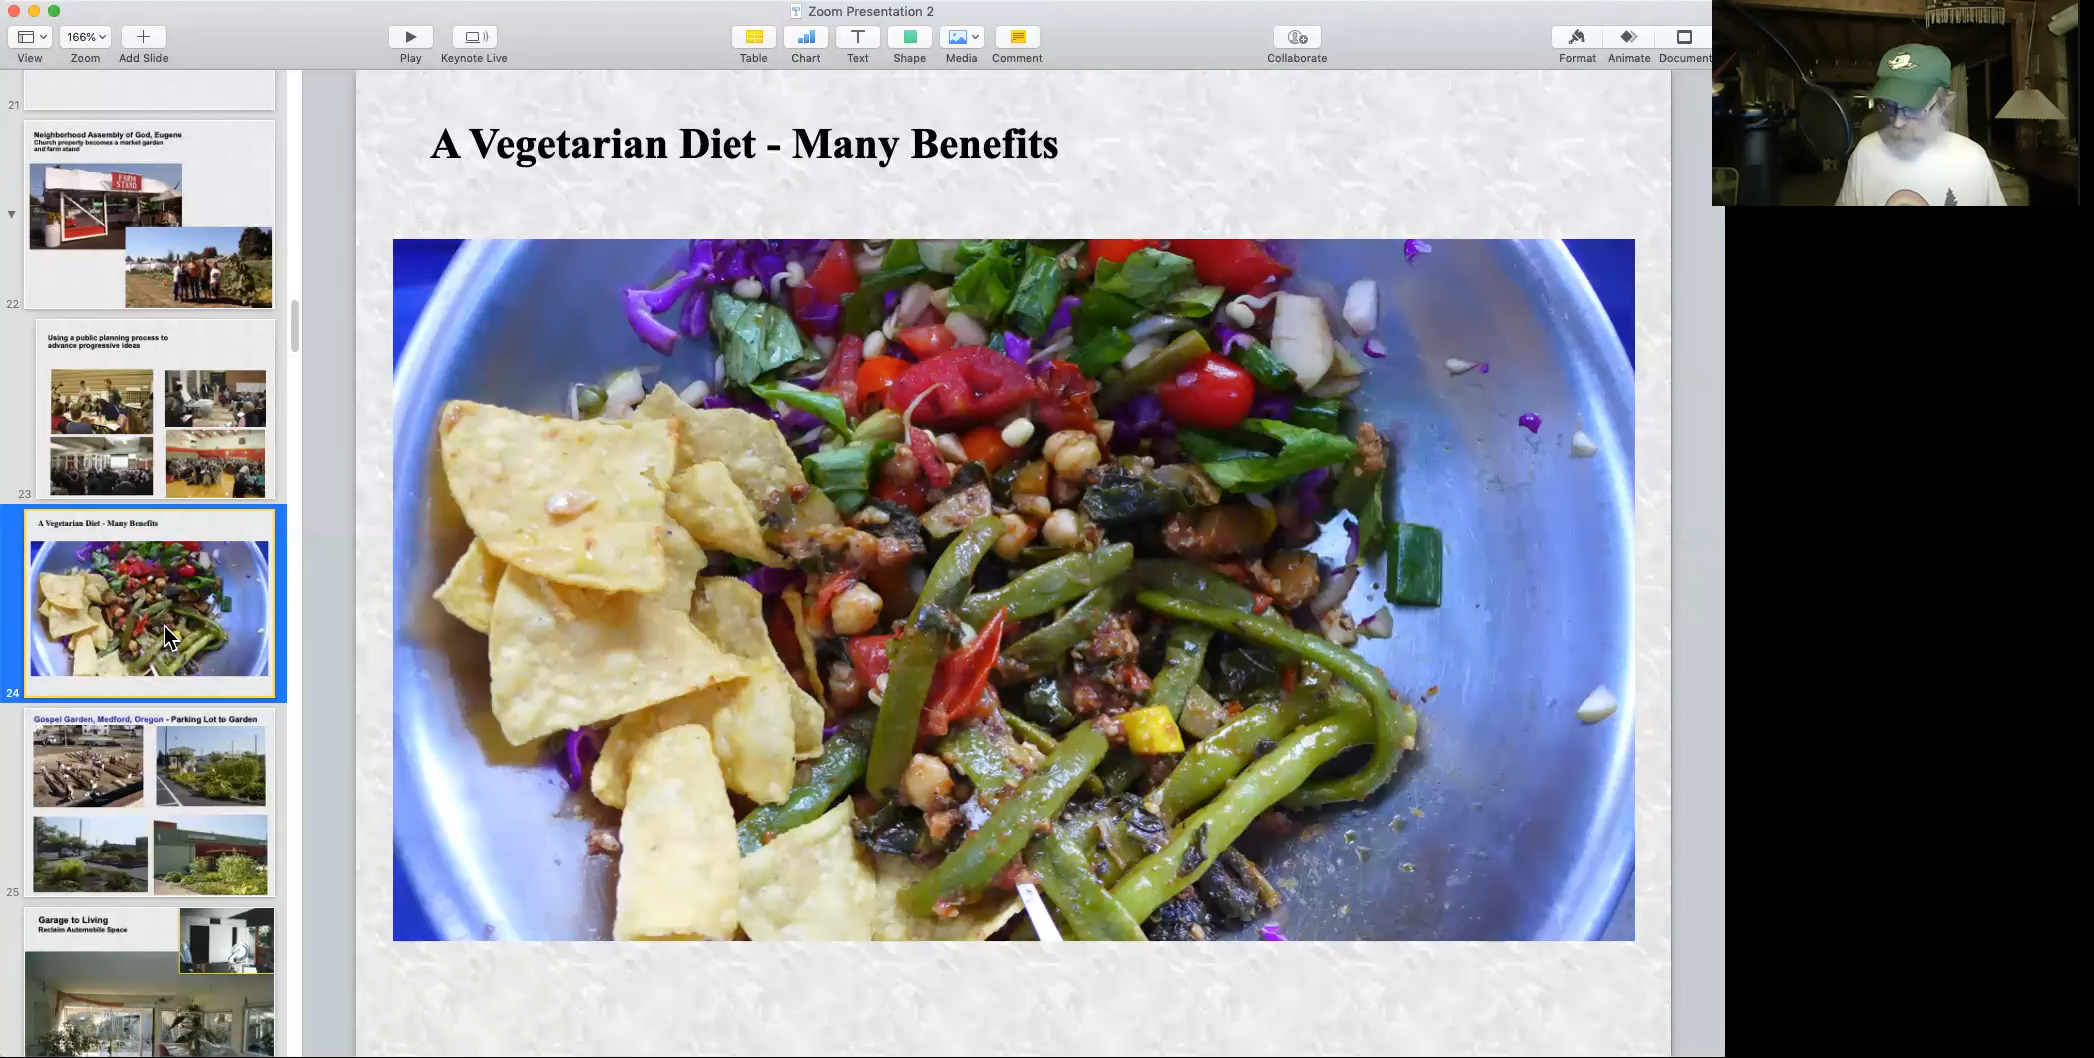 Zoom Presentation 2
166%
View
Zoom
Add Slide
Play
Keynote Live
Table
Chart
Text
Shape
Media
Comment
Collaborate
Format
Animate
Document
21
Neighborhood Assembly of God, Eugene
Church property becomes a market garden
and farm stand
FARM
STAND
22
Using a public planning process to
advance progressive ideas
23
A Vegetarian Diet - Many Benefits
24
Gospel Garden, Medford, Oregon - Parking Lot to Garden
25
Garage to Living
Reclaim Automobile Space
A Vegetarian Diet - Many Benefits